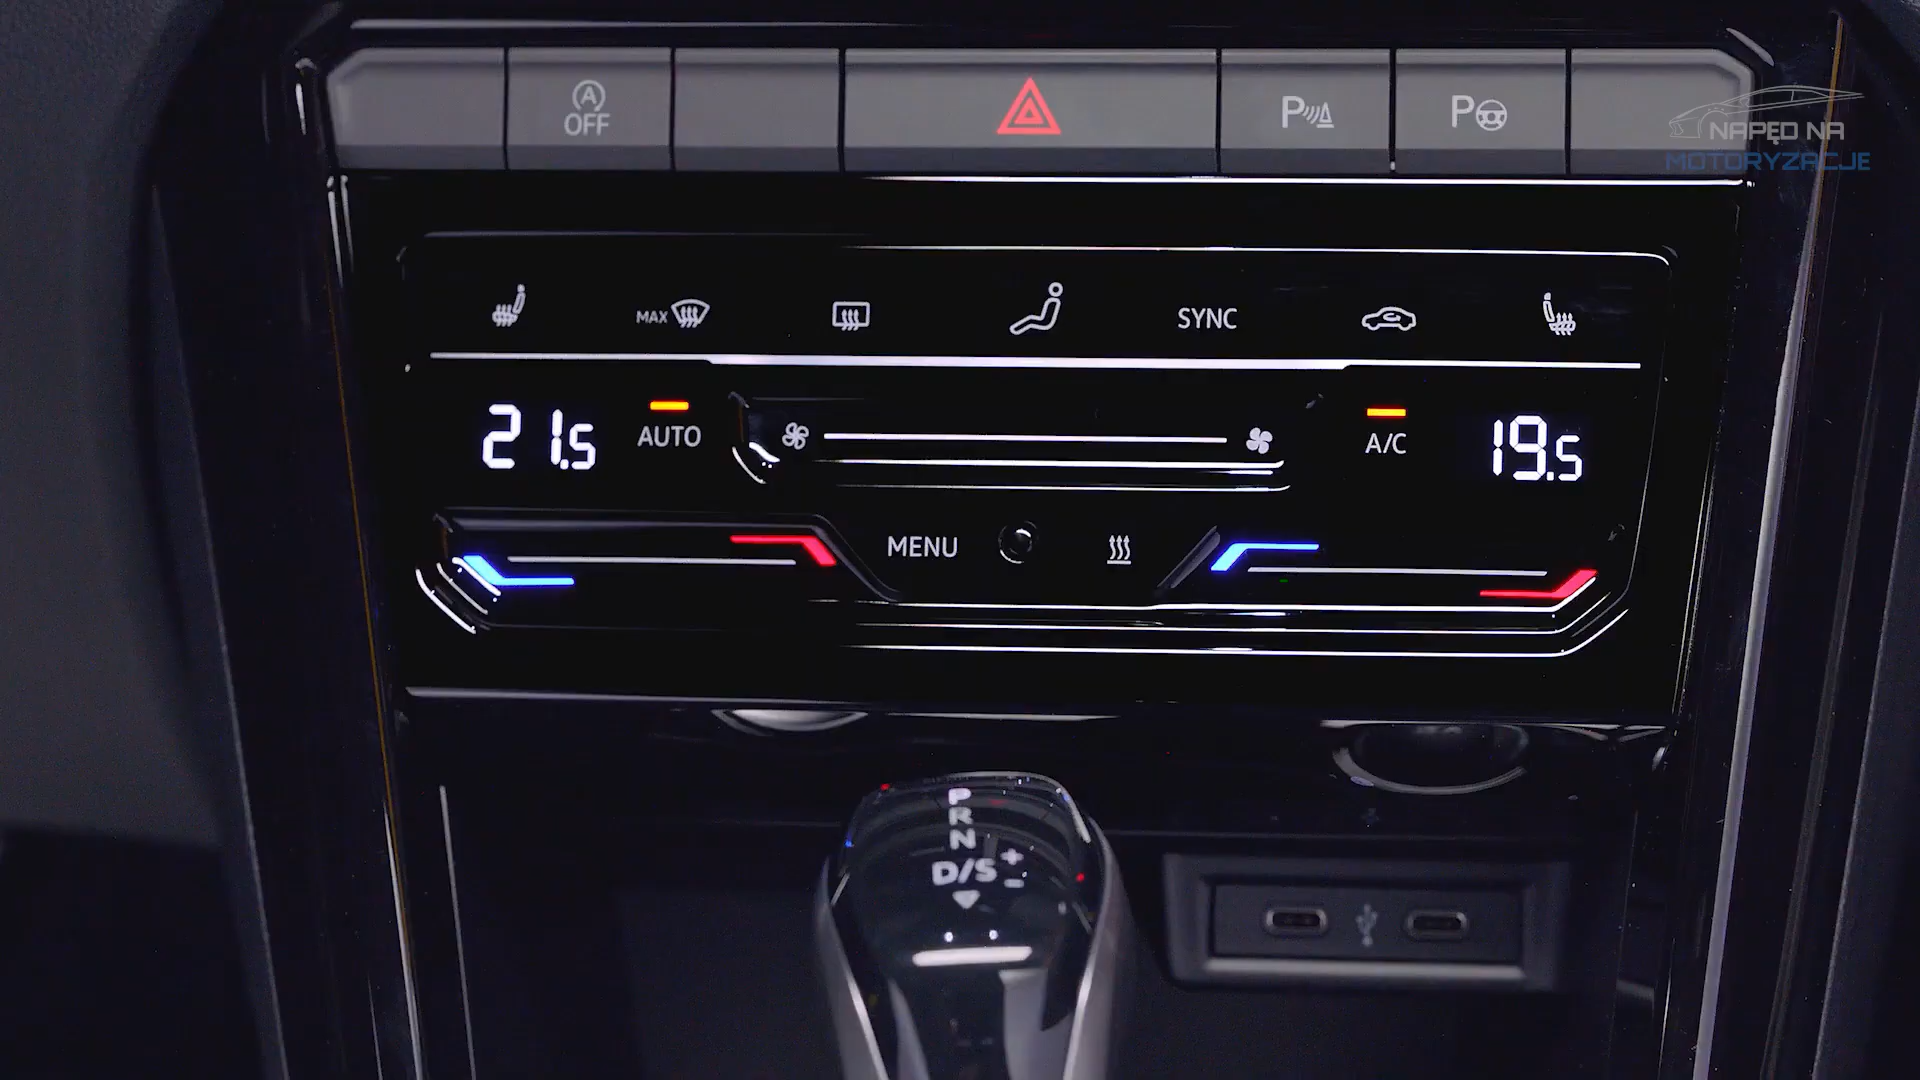 A
OFF
P
P
NAPĘD NA
MOTORYZACJE
MAX
SYNC
21.5
AUTO
A/C
19.5
MENU
P
R
N
D/S
+
-